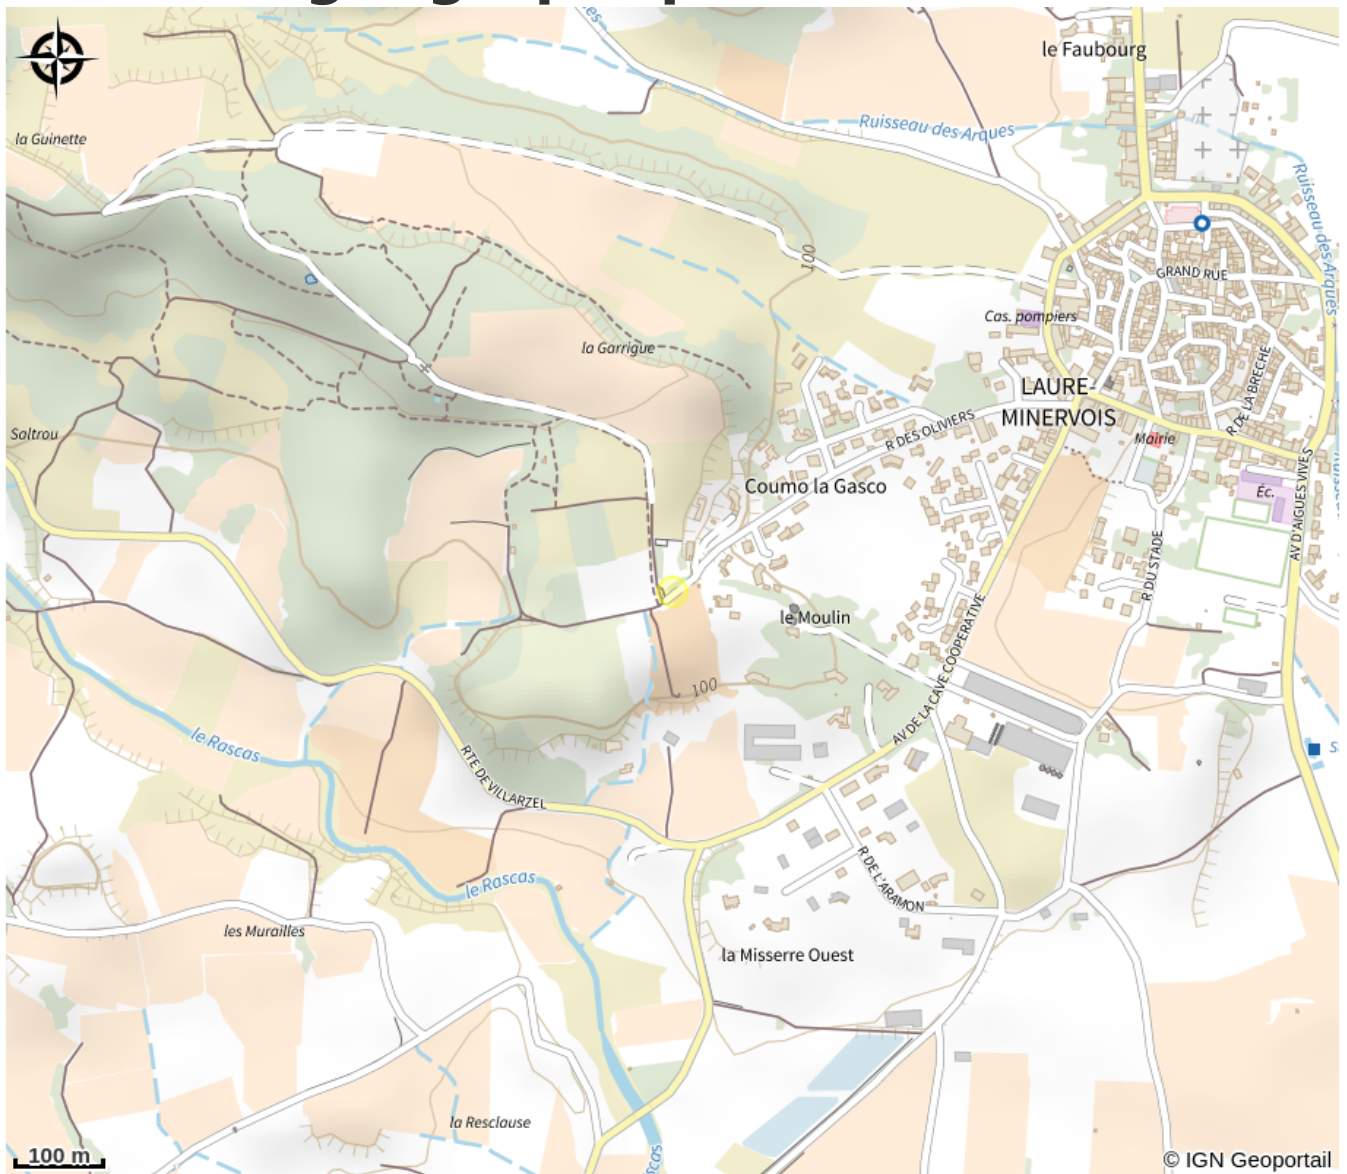 le Faubourg
Ruisseau des Arques
la Guinette
Ruisseau des Arques
100
GRAND RUE
Cas. pompiers
la Garrigue
R DE LA BRECHE
LAURE-
MINERVOIS
R DES OLIVIERS
Saltrou
Mairie
Coumo la Gasco
Éc.
AV D'AIGUES VIVES
R DU STADE
le Moulin
AV DE LA CAVE COOPERATIVE
100
le Rascas
RTE DE VILLARZEL
le Rascas
R DE L'ARAMON
les Murailles
la Misserre Ouest
la Resclause
100 m
© IGN Geoportail